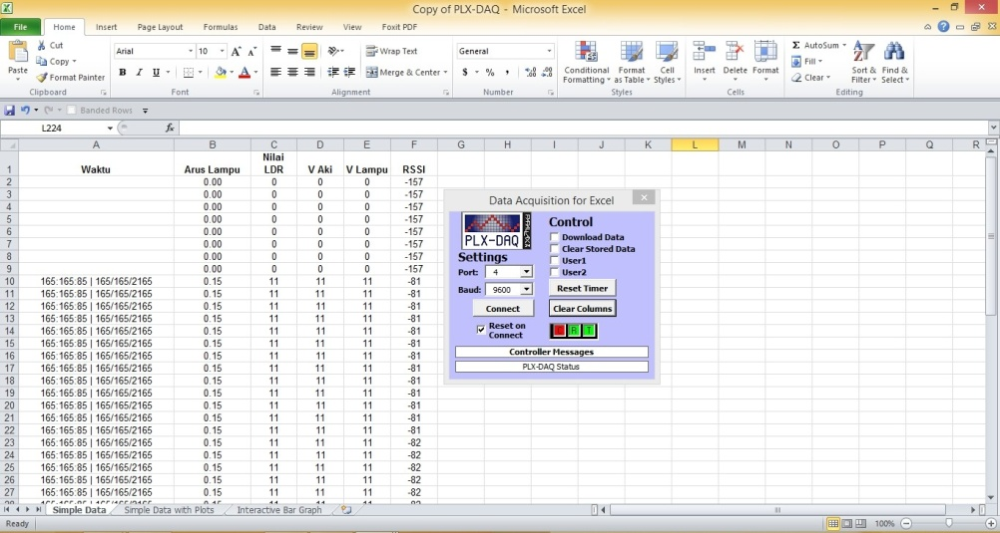 Copy of PLX-DAQ - Microsoft Excel
File Home Insert Page Layout Formulas Data Review View Foxit PDF
Paste
Cut
Copy
Format Painter
Clipboard
Arial 10 A A
B I U A
Font
Wrap Text
Merge & Center
Alignment
General
$ % ,
Number
Conditional Formatting
Format as Table
Cell Styles
Styles
Insert Delete Format
Cells
Σ AutoSum
Fill
Clear
Sort & Filter
Find & Select
Editing
Banded Rows
L224 fx
A B C D E F G H I J K L M N O P Q R
1 Waktu Arus Lampu Nilai LDR V Aki V Lampu RSSI
2 0.00 0 0 0 -157
3 0.00 0 0 0 -157
4 0.00 0 0 0 -157
5 0.00 0 0 0 -157
6 0.00 0 0 0 -157
7 0.00 0 0 0 -157
8 0.00 0 0 0 -157
9 0.00 0 0 0 -157
10 165:165:85 | 165/165/2165 0.15 11 11 11 -81
11 165:165:85 | 165/165/2165 0.15 11 11 11 -81
12 165:165:85 | 165/165/2165 0.15 11 11 11 -81
13 165:165:85 | 165/165/2165 0.15 11 11 11 -81
14 165:165:85 | 165/165/2165 0.15 11 11 11 -81
15 165:165:85 | 165/165/2165 0.15 11 11 11 -81
16 165:165:85 | 165/165/2165 0.15 11 11 11 -81
17 165:165:85 | 165/165/2165 0.15 11 11 11 -81
18 165:165:85 | 165/165/2165 0.15 11 11 11 -81
19 165:165:85 | 165/165/2165 0.15 11 11 11 -81
20 165:165:85 | 165/165/2165 0.15 11 11 11 -81
21 165:165:85 | 165/165/2165 0.15 11 11 11 -81
22 165:165:85 | 165/165/2165 0.15 11 11 11 -81
23 165:165:85 | 165/165/2165 0.15 11 11 11 -82
24 165:165:85 | 165/165/2165 0.15 11 11 11 -82
25 165:165:85 | 165/165/2165 0.15 11 11 11 -82
26 165:165:85 | 165/165/2165 0.15 11 11 11 -82
27 165:165:85 | 165/165/2165 0.15 11 11 11 -82
Data Acquisition for Excel
PLX-DAQ
PARALLAX
Settings
Port: 4
Baud: 9600
Connect
Reset on
Connect
Control
Download Data
Clear Stored Data
User1
User2
Reset Timer
Clear Columns
Controller Messages
PLX-DAQ Status
Simple Data Simple Data with Plots Interactive Bar Graph
Ready 100%